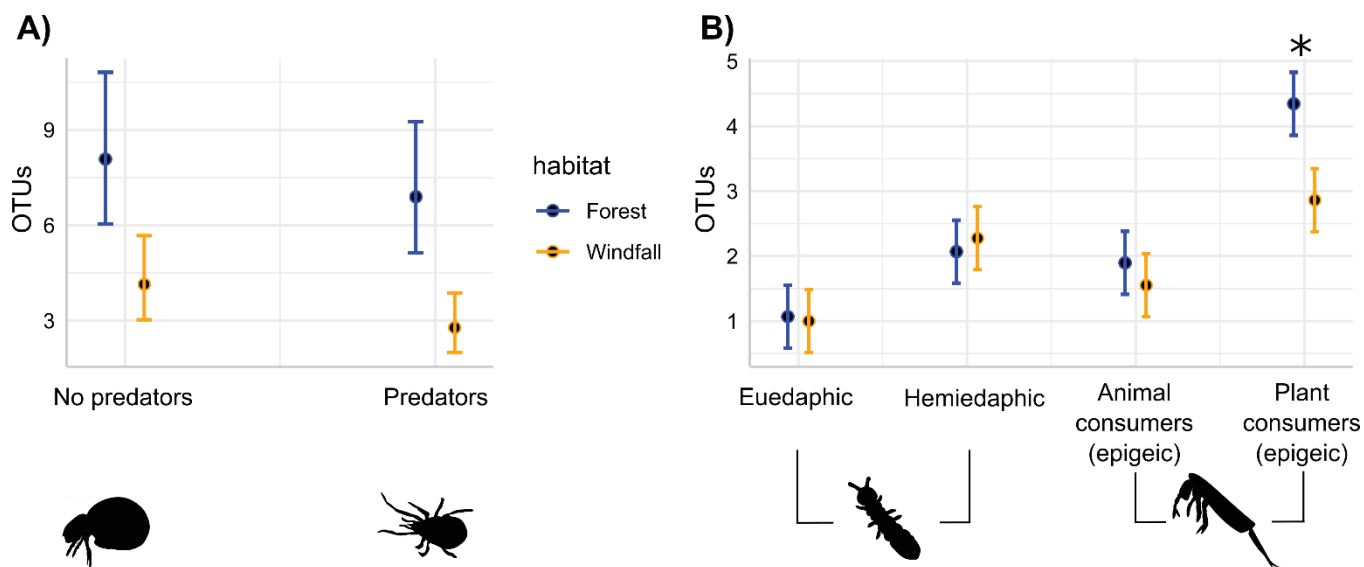 A)
OTUs
9
6
3
No predators
Predators
habitat
Forest
Windfall
B)
*
OTUs
5
4
3
2
1
Euedaphic
Hemiedaphic
Animal
consumers
(epigeic)
Plant
consumers
(epigeic)